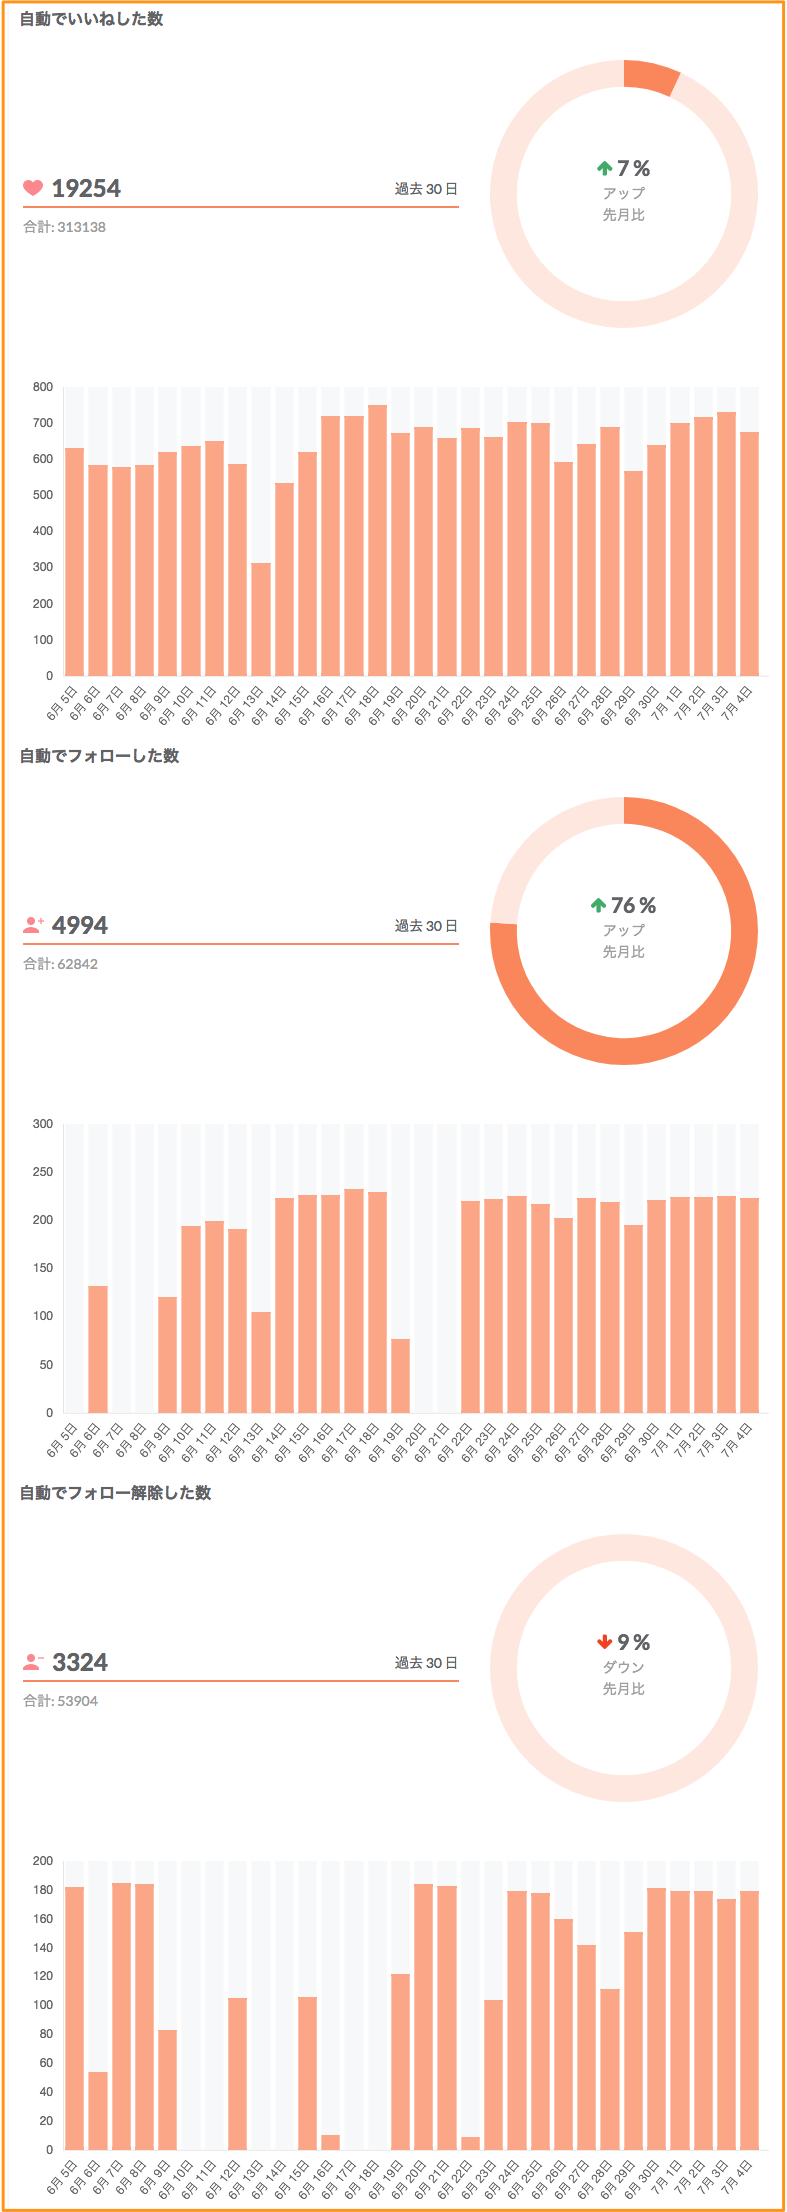 自動でいいねした数
7 %
アップ
先月比
19254 過去 30 日
合計: 313138
800
700
600
500
400
300
200
100
0
6月 5日 6月 6日 6月 7日 6月 8日 6月 9日 6月 10日 6月 11日 6月 12日 6月 13日 6月 14日 6月 15日 6月 16日 6月 17日 6月 18日 6月 19日 6月 20日 6月 21日 6月 22日 6月 23日 6月 24日 6月 25日 6月 26日 6月 27日 6月 28日 6月 29日 6月 30日 7月 1日 7月 2日 7月 3日 7月 4日
自動でフォローした数
76 %
アップ
先月比
4994 過去 30 日
合計: 62842
300
250
200
150
100
50
0
6月 5日 6月 6日 6月 7日 6月 8日 6月 9日 6月 10日 6月 11日 6月 12日 6月 13日 6月 14日 6月 15日 6月 16日 6月 17日 6月 18日 6月 19日 6月 20日 6月 21日 6月 22日 6月 23日 6月 24日 6月 25日 6月 26日 6月 27日 6月 28日 6月 29日 6月 30日 7月 1日 7月 2日 7月 3日 7月 4日
自動でフォロー解除した数
9 %
ダウン
先月比
3324 過去 30 日
合計: 53904
200
180
160
140
120
100
80
60
40
20
0
6月 5日 6月 6日 6月 7日 6月 8日 6月 9日 6月 10日 6月 11日 6月 12日 6月 13日 6月 14日 6月 15日 6月 16日 6月 17日 6月 18日 6月 19日 6月 20日 6月 21日 6月 22日 6月 23日 6月 24日 6月 25日 6月 26日 6月 27日 6月 28日 6月 29日 6月 30日 7月 1日 7月 2日 7月 3日 7月 4日